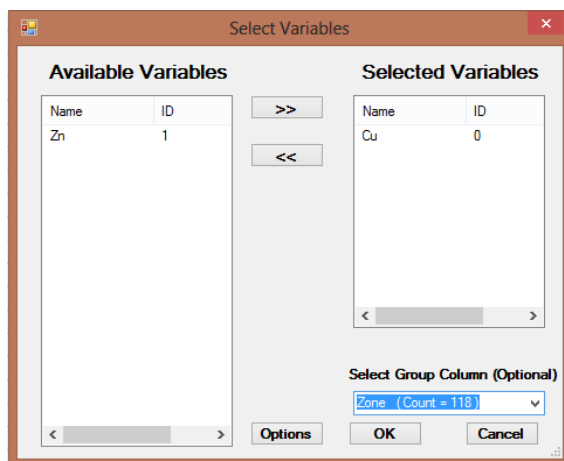 Select Variables
Available Variables
Selected Variables
Name ID
Zn 1
>>
<<
Name ID
Cu 0
Select Group Column (Optional)
Zone (Count = 118)
Options
OK
Cancel